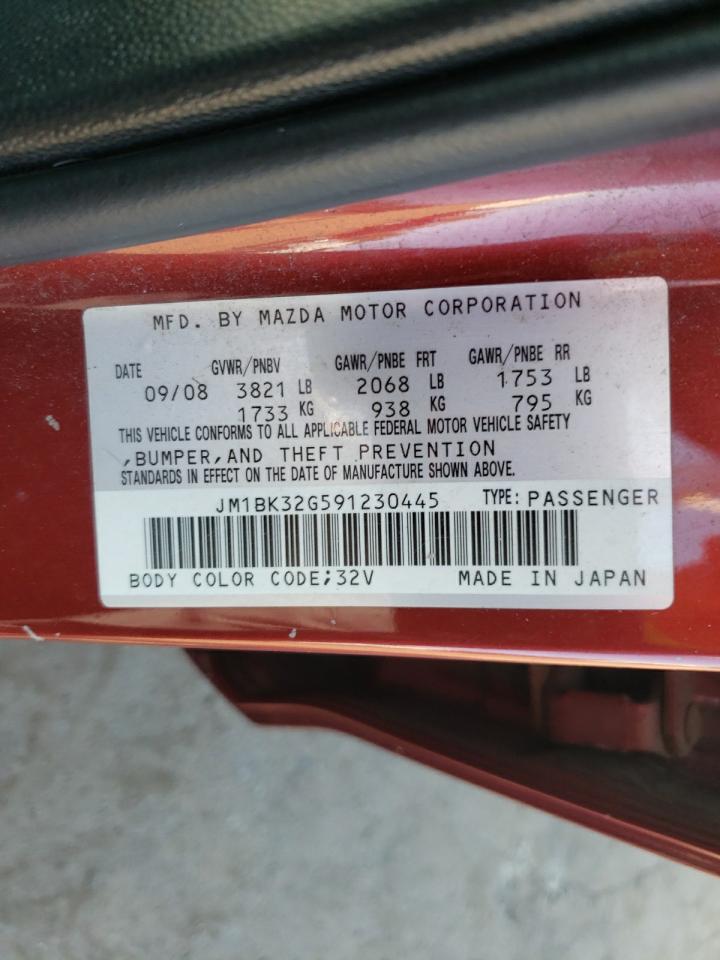 MFD. BY MAZDA MOTOR CORPORATION
DATE GVWR/PNBV GAWR/PNBE FRT GAWR/PNBE RR
09/08 3821 LB 2068 LB 1753 LB
1733 KG 938 KG 795 KG
THIS VEHICLE CONFORMS TO ALL APPLICABLE FEDERAL MOTOR VEHICLE SAFETY
,BUMPER,AND THEFT PREVENTION
STANDARDS IN EFFECT ON THE DATE OF MANUFACTURE SHOWN ABOVE.
JM1BK32G591230445 TYPE: PASSENGER
BODY COLOR CODE;32V MADE IN JAPAN